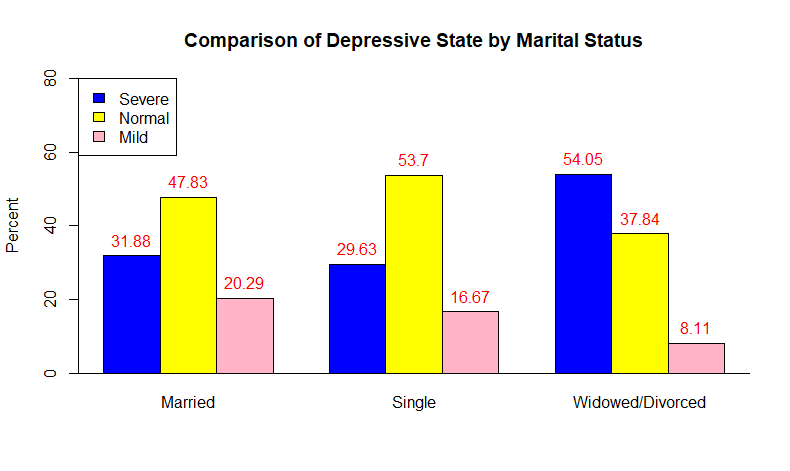 Comparison of Depressive State by Marital Status
Percent
80
60
40
20
0
Severe
Normal
Mild
31.88
47.83
20.29
29.63
53.7
16.67
54.05
37.84
8.11
Married
Single
Widowed/Divorced